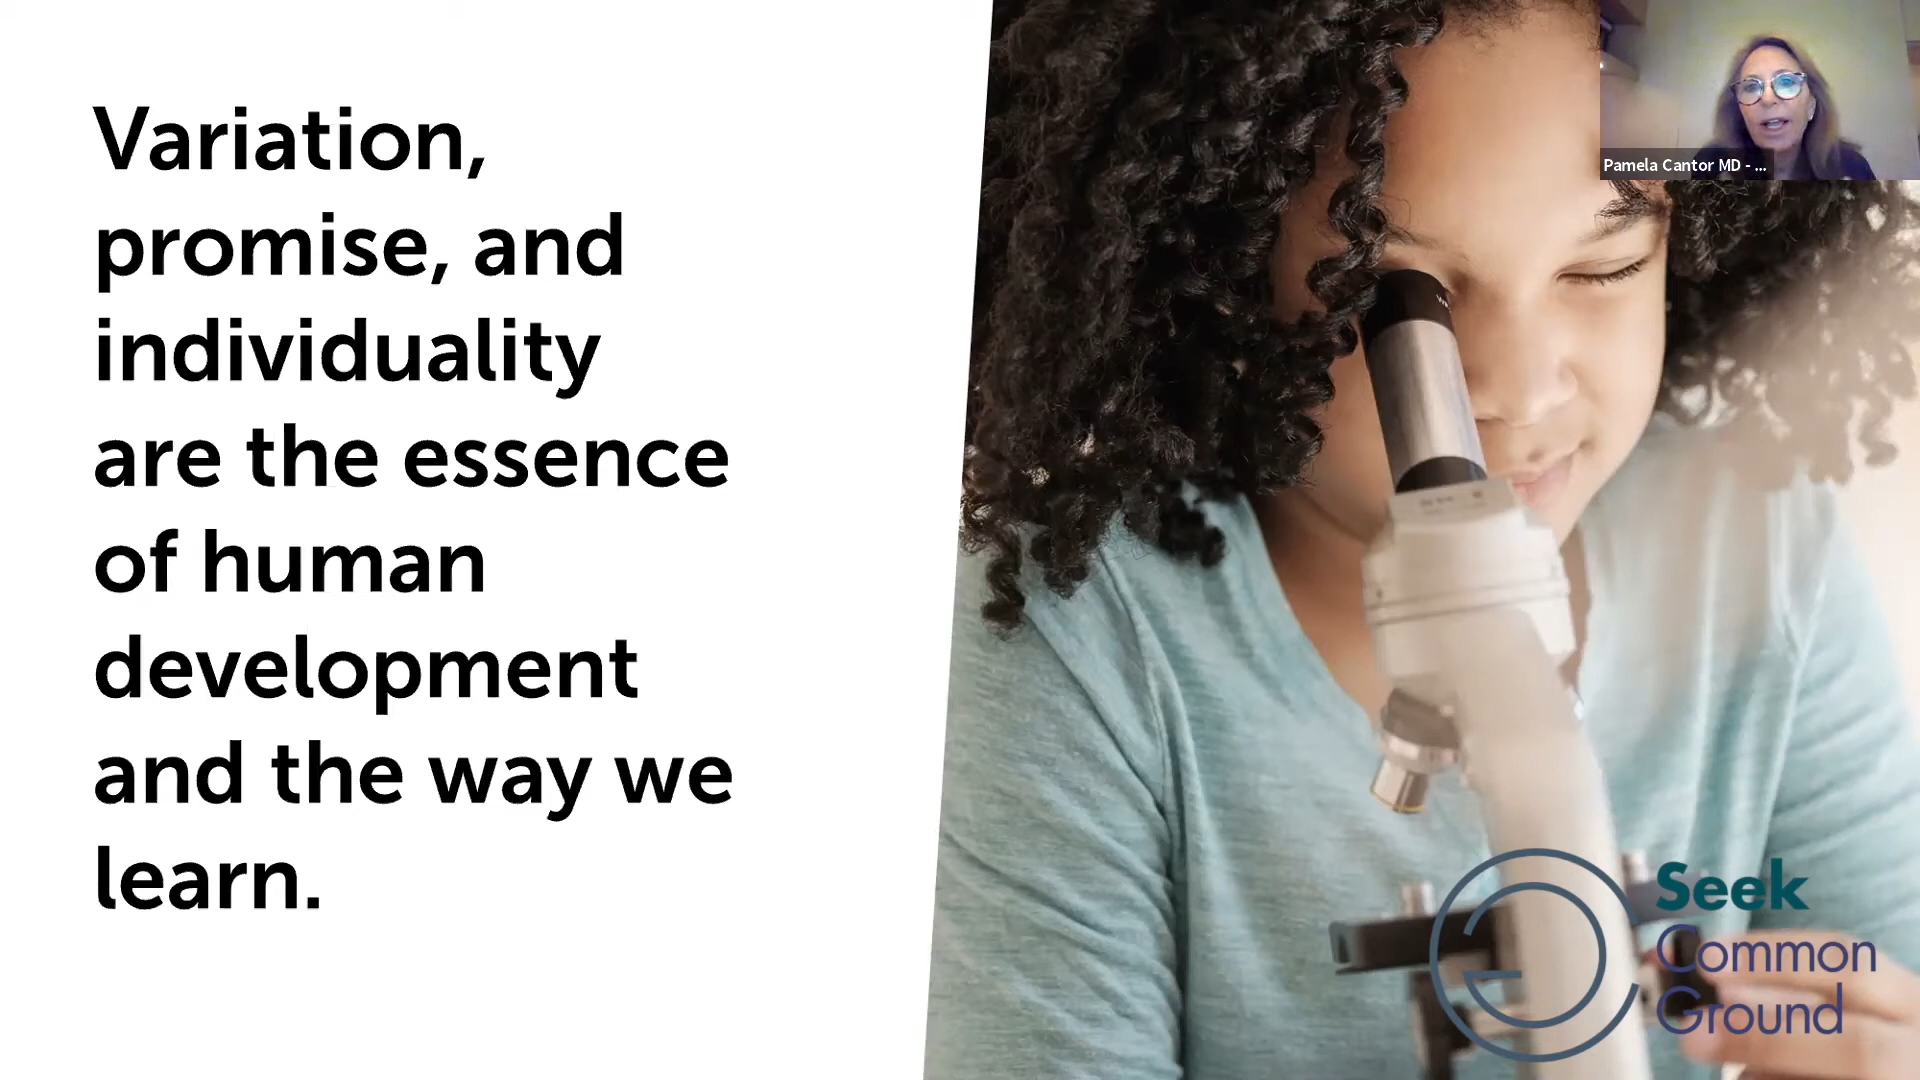 Variation,
promise, and
individuality
are the essence
of human
development
and the way we
learn.
Pamela Cantor MD - ...
Seek
Common
Ground